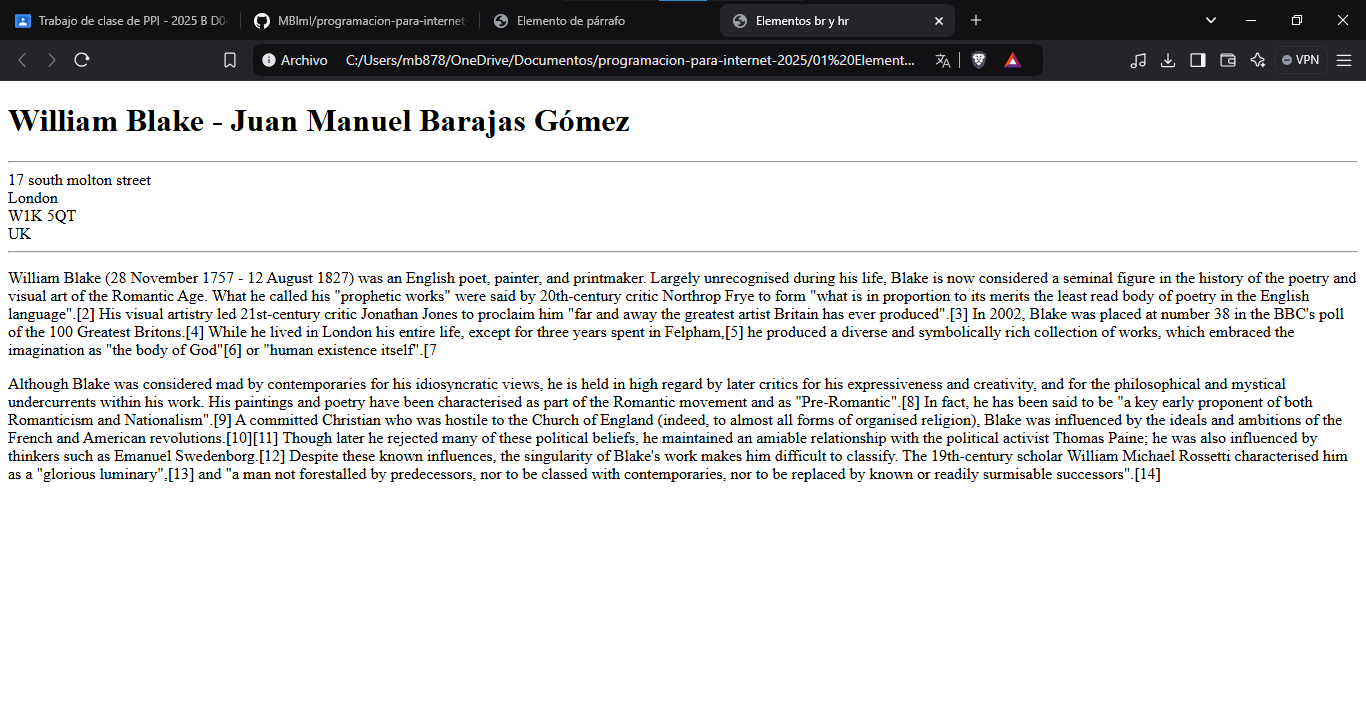 Trabajo de clase de PPI - 2025 B D04
MBIml/programacion-para-internet-
Elemento de párrafo
Elementos br y hr
Archivo C:/Users/mb878/OneDrive/Documentos/programacion-para-internet-2025/01%20Element...
VPN
William Blake - Juan Manuel Barajas Gómez
17 south molton street
London
W1K 5QT
UK
William Blake (28 November 1757 - 12 August 1827) was an English poet, painter, and printmaker. Largely unrecognised during his life, Blake is now considered a seminal figure in the history of the poetry and
visual art of the Romantic Age. What he called his "prophetic works" were said by 20th-century critic Northrop Frye to form "what is in proportion to its merits the least read body of poetry in the English
language".[2] His visual artistry led 21st-century critic Jonathan Jones to proclaim him "far and away the greatest artist Britain has ever produced".[3] In 2002, Blake was placed at number 38 in the BBC's poll
of the 100 Greatest Britons.[4] While he lived in London his entire life, except for three years spent in Felpham,[5] he produced a diverse and symbolically rich collection of works, which embraced the
imagination as "the body of God"[6] or "human existence itself".[7
Although Blake was considered mad by contemporaries for his idiosyncratic views, he is held in high regard by later critics for his expressiveness and creativity, and for the philosophical and mystical
undercurrents within his work. His paintings and poetry have been characterised as part of the Romantic movement and as "Pre-Romantic".[8] In fact, he has been said to be "a key early proponent of both
Romanticism and Nationalism".[9] A committed Christian who was hostile to the Church of England (indeed, to almost all forms of organised religion), Blake was influenced by the ideals and ambitions of the
French and American revolutions.[10][11] Though later he rejected many of these political beliefs, he maintained an amiable relationship with the political activist Thomas Paine; he was also influenced by
thinkers such as Emanuel Swedenborg.[12] Despite these known influences, the singularity of Blake's work makes him difficult to classify. The 19th-century scholar William Michael Rossetti characterised him
as a "glorious luminary",[13] and "a man not forestalled by predecessors, nor to be classed with contemporaries, nor to be replaced by known or readily surmisable successors".[14]